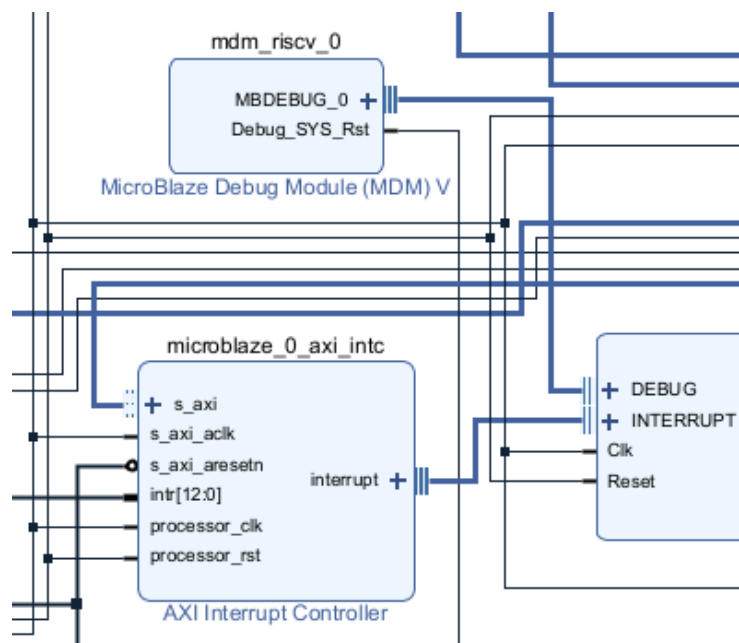 mdm_riscv_0
MBDEBUG_0
Debug_SYS_Rst
MicroBlaze Debug Module (MDM) V
microblaze_0_axi_intc
s_axi
s_axi_aclk
s_axi_aresetn
intr[12:0]
processor_clk
processor_rst
interrupt
AXI Interrupt Controller
DEBUG
INTERRUPT
Clk
Reset